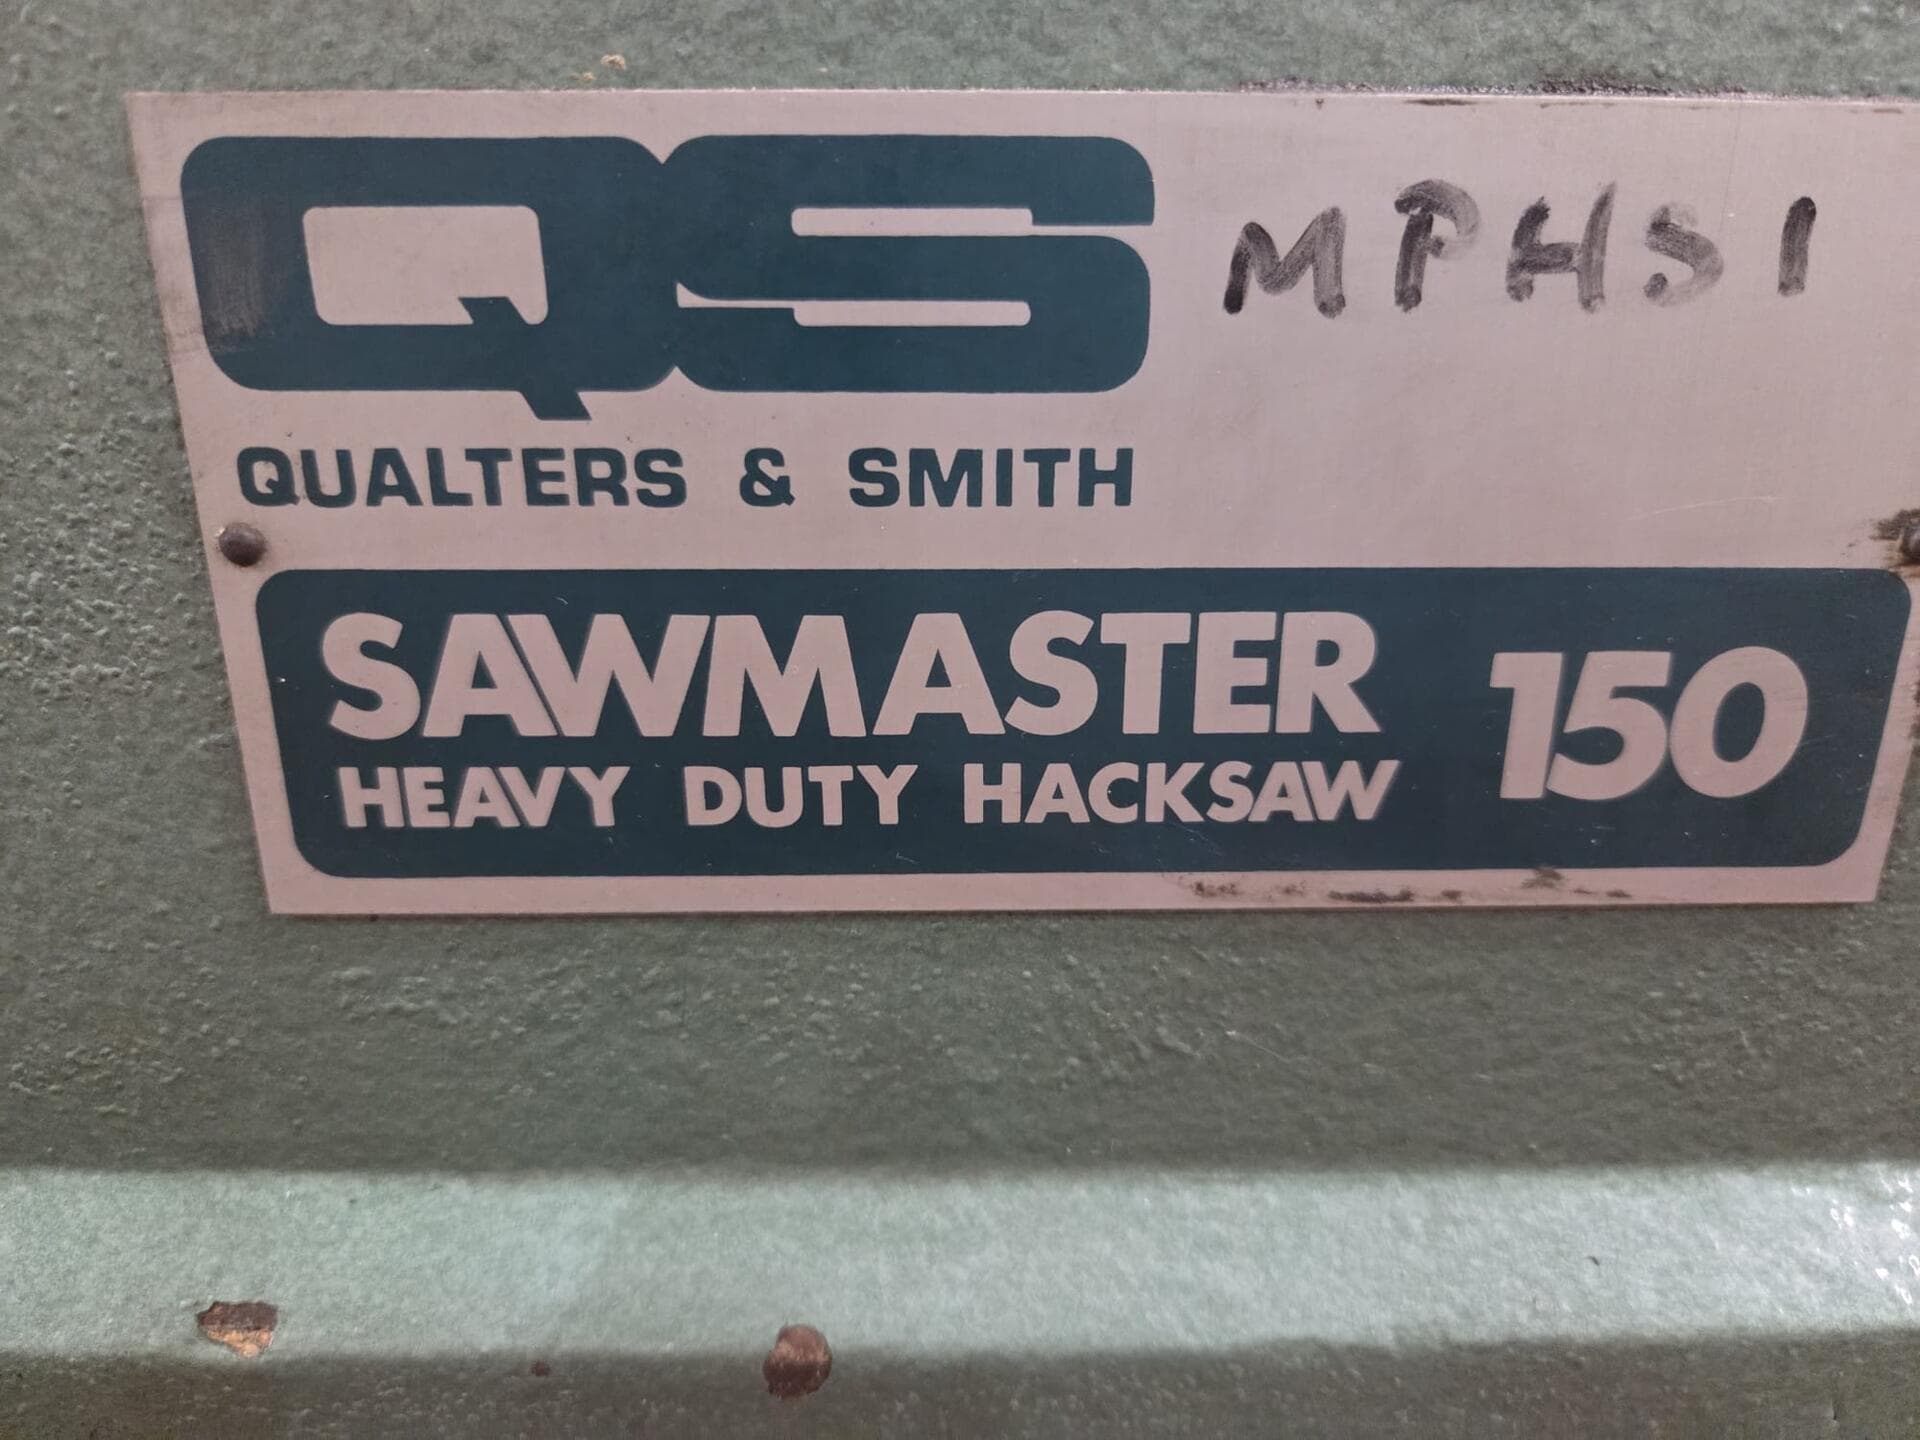 QS MPHS1
QUALTERS & SMITH
SAWMASTER 150
HEAVY DUTY HACKSAW